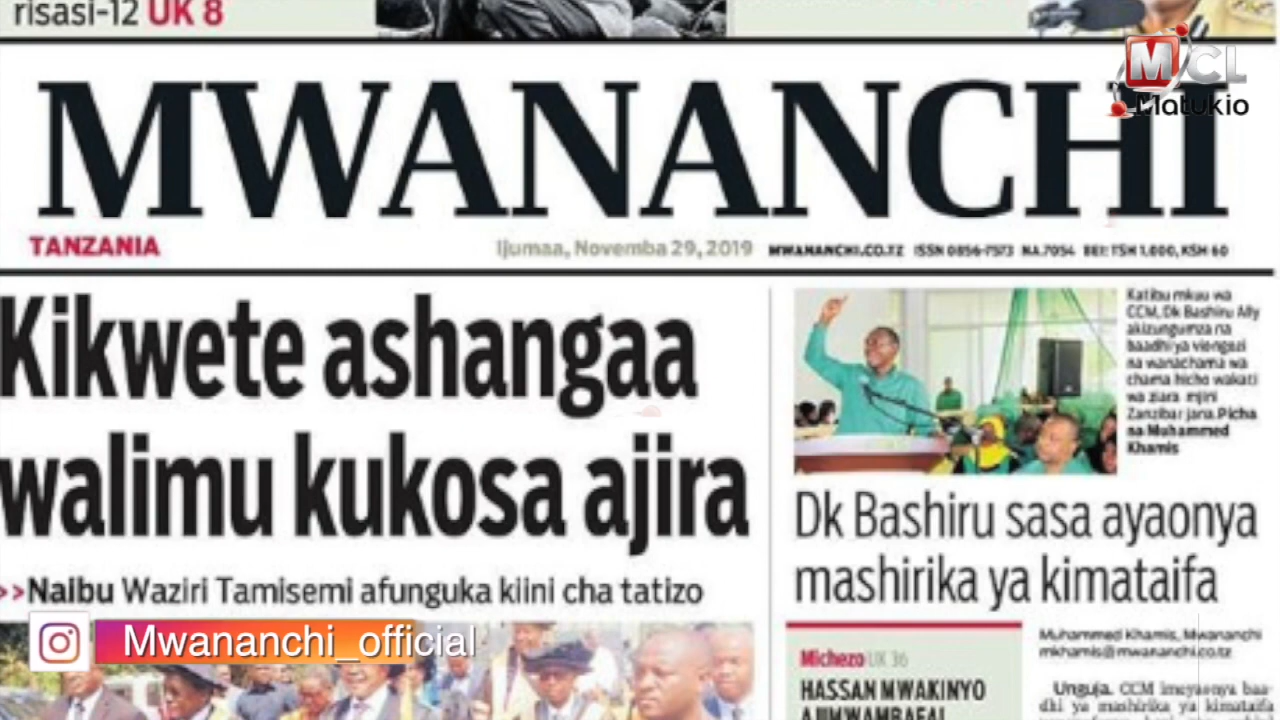 risasi-12 UK 8
MCL
Matukio
MWANANCHI
TANZANIA
Ijumaa, Novemba 29, 2019 MWANANCHI.CO.TZ ISSN 0856-7573 NA.7054 BEI: TSH 1,000, KSH 60
Kikwete ashangaa
walimu kukosa ajira
>>Naibu Waziri Tamisemi afunguka kiini cha tatizo
Mwananchi_official
Katibu mkuu wa
CCM, Dk Bashiru Ally
akizungumza na
baadhi ya viongozi
na wanachama wa
chama hicho wakati
wa ziara mjini
Zanzibar jana. Picha
na Muhammed
Khamis
Dk Bashiru sasa ayaonya
mashirika ya kimataifa
Michezo UK 36
HASSAN MWAKINYO
Muhammed Khamis, Mwananchi
mkhamis@mwananchi.co.tz
Unguja. CCM imeyaonya baa-
dhi ya mashirika ya kimataifa